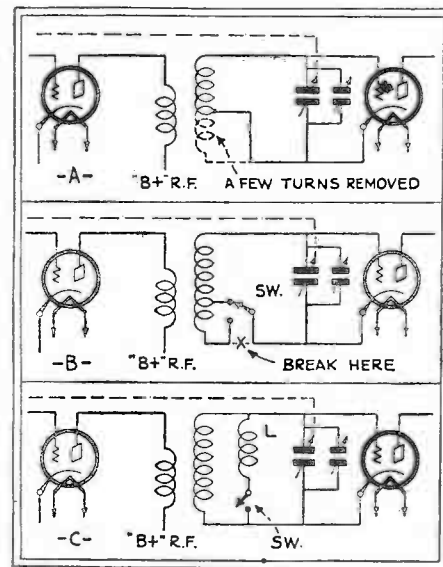 -A- "B+" R.F. A FEW TURNS REMOVED
SW.
-B- "B+" R.F. BREAK HERE
X
L
-C- "B+" R.F. SW.